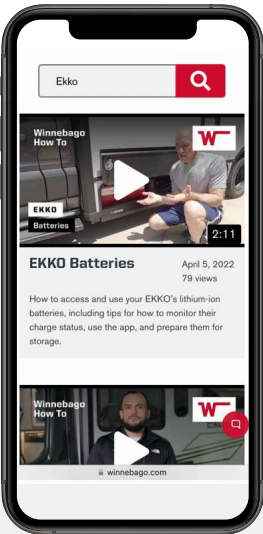 Ekko
Winnebago
How To
W
EKKO
Batteries
2:11
EKKO Batteries
April 5, 2022
79 views
How to access and use your EKKO's lithium-ion
batteries, including tips for how to monitor their
charge status, use the app, and prepare them for
storage.
Winnebago
How To
W
winnebago.com